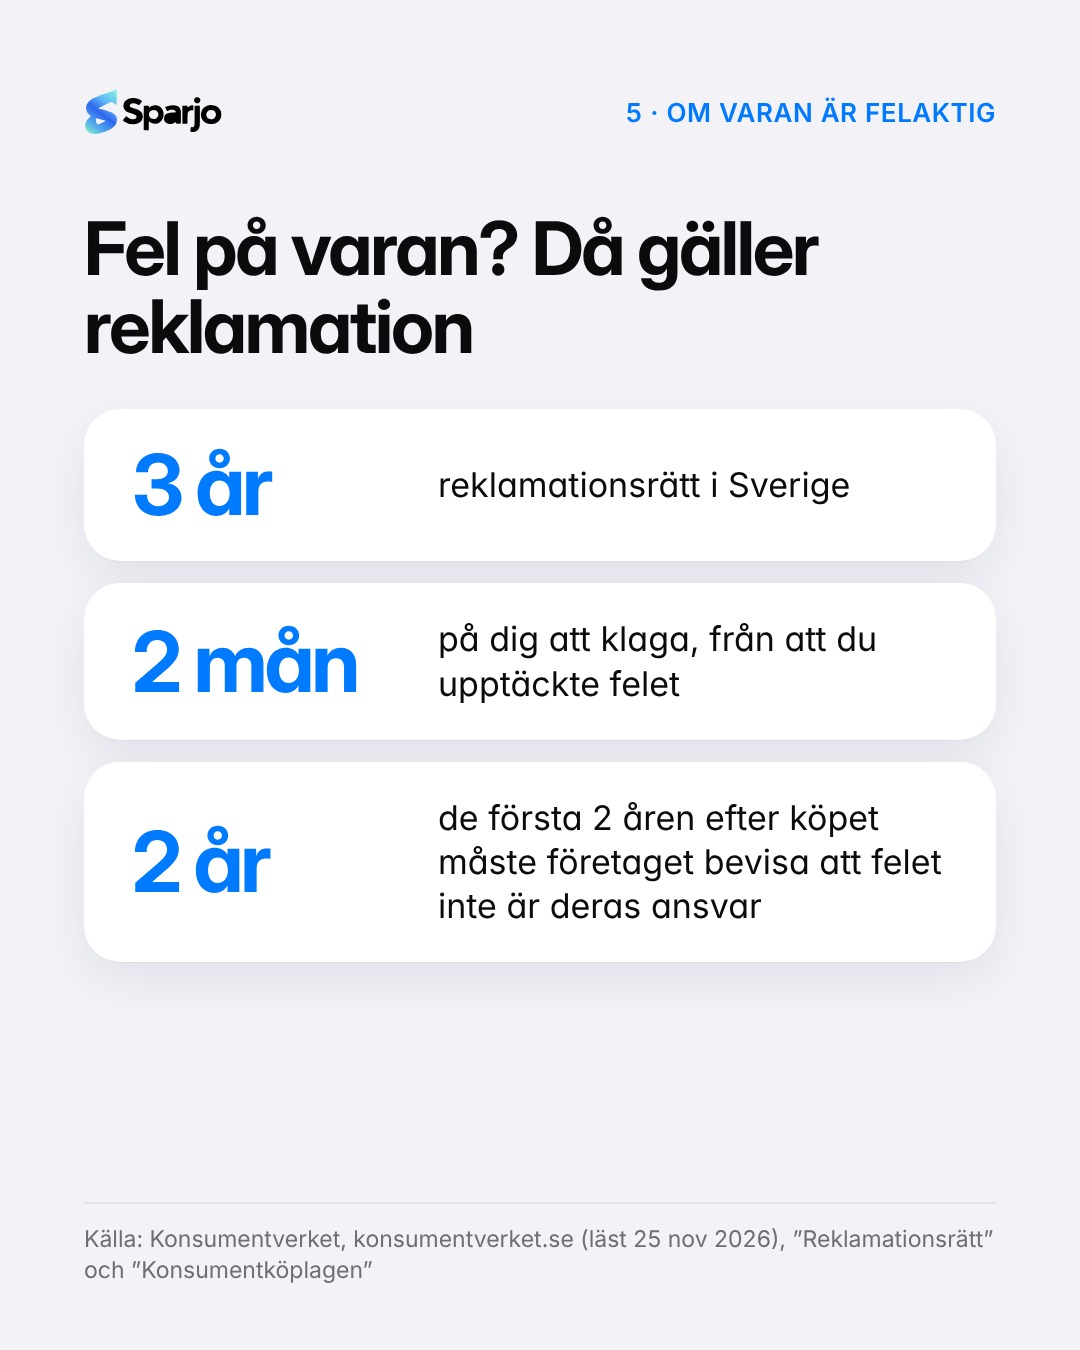 Sparjo
5 · OM VARAN ÄR FELAKTIG
Fel på varan? Då gäller
reklamation
3 år
reklamationsrätt i Sverige
2 mån
på dig att klaga, från att du
upptäckte felet
2 år
de första 2 åren efter köpet
måste företaget bevisa att felet
inte är deras ansvar
Källa: Konsumentverket, konsumentverket.se (läst 25 nov 2026), ”Reklamationsrätt”
och ”Konsumentköplagen”